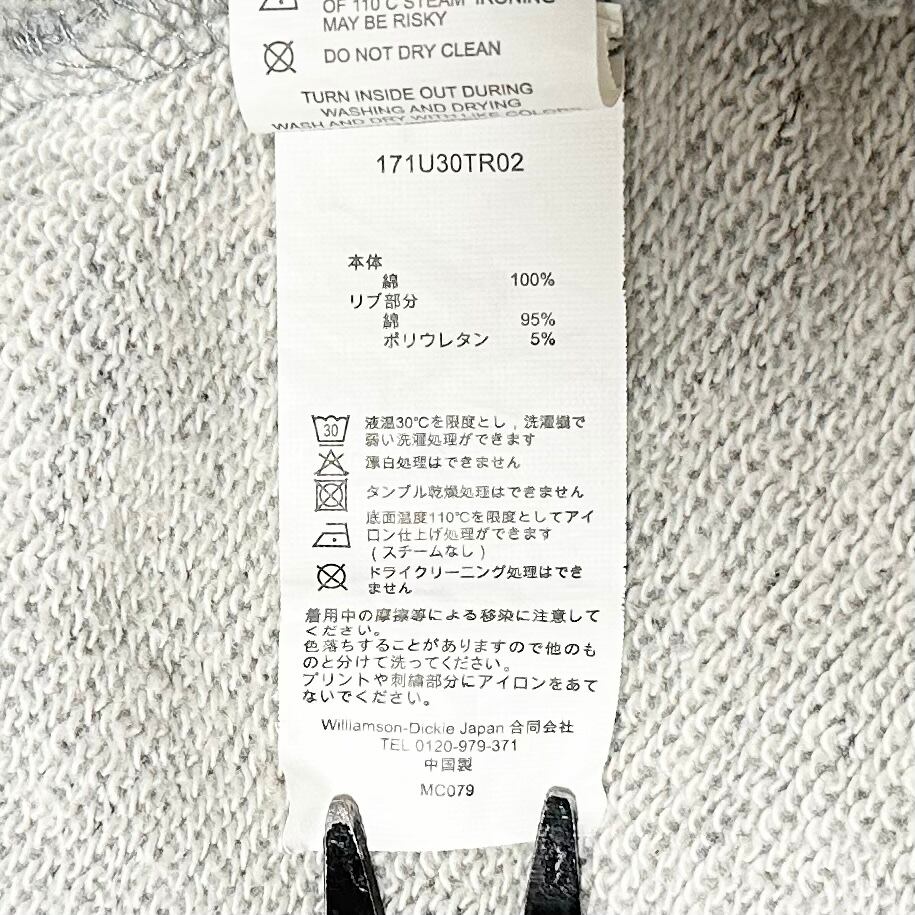 OF 110°C STEAM IRONING
MAY BE RISKY
DO NOT DRY CLEAN
TURN INSIDE OUT DURING
WASHING AND DRYING
WASH AND DRY WITH LIKE COLORS
171U30TR02
本体
綿 100%
リブ部分
綿 95%
ポリウレタン 5%
30
液温30℃を限度とし，洗濯機で
弱い洗濯処理ができます
漂白処理はできません
タンブル乾燥処理はできません
底面温度110℃を限度としてアイ
ロン仕上げ処理ができます
(スチームなし)
ドライクリーニング処理はでき
ません
着用中の摩擦等による移染に注意して
ください。
色落ちすることがありますので他のも
のと分けて洗ってください。
プリントや刺繍部分にアイロンをあて
ないでください。
Williamson-Dickie Japan 合同会社
TEL 0120-979-371
中国製
MC079